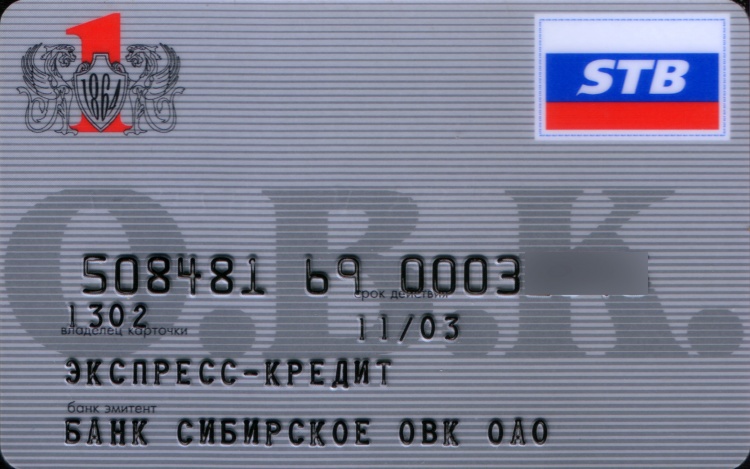 1
1864
STB
О.В.К.
508481 69 0003
срок действия
1302
11/03
владелец карточки
ЭКСПРЕСС-КРЕДИТ
банк эмитент
БАНК СИБИРСКОЕ ОВК ОАО